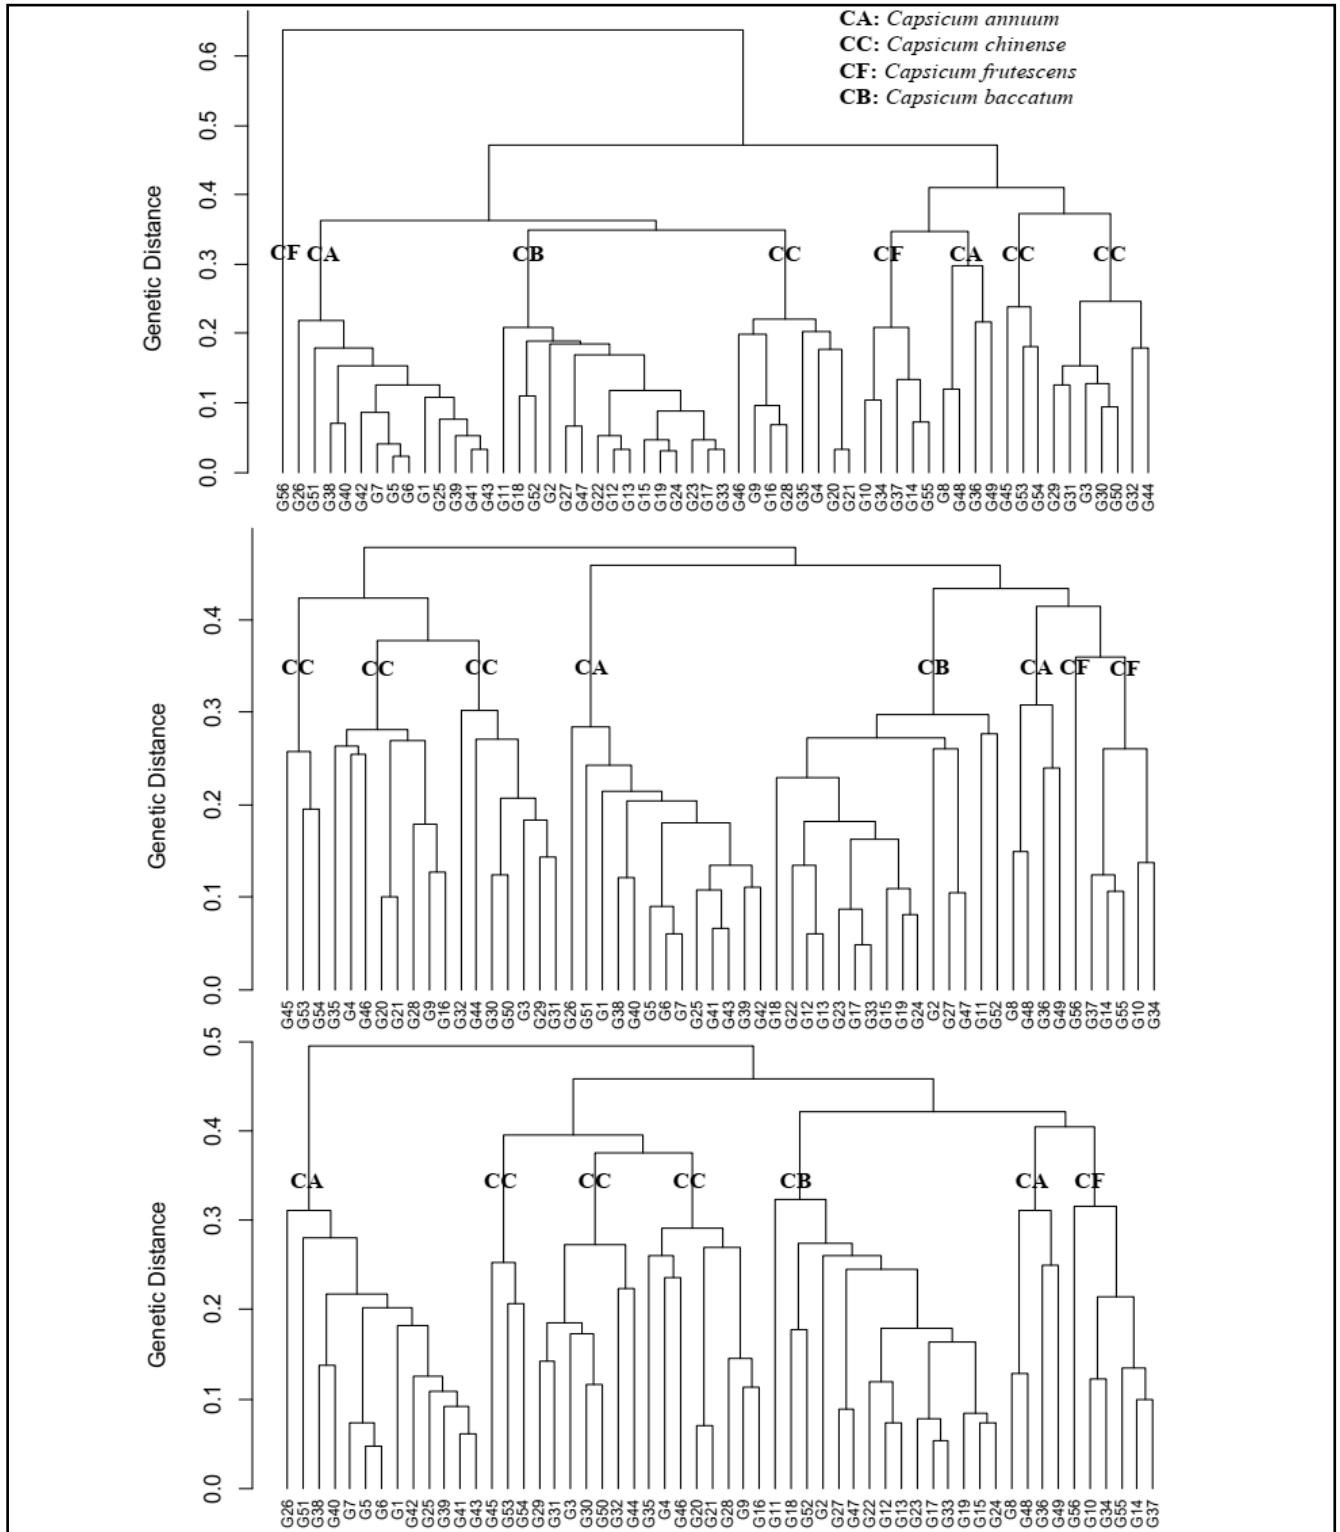 CA: Capsicum annuum
CC: Capsicum chinense
CF: Capsicum frutescens
CB: Capsicum baccatum
Genetic Distance
0.6
0.5
0.4
0.3
0.2
0.1
0.0
CF CA CB CC CF CA CC CC
G56 G26 G51 G38 G40 G42 G7 G5 G6 G1 G25 G39 G41 G43 G11 G18 G52 G2 G27 G47 G22 G12 G13 G15 G19 G24 G23 G17 G33 G46 G9 G16 G28 G35 G4 G20 G21 G10 G34 G37 G14 G55 G8 G48 G36 G49 G45 G53 G54 G29 G31 G3 G30 G50 G32 G44
Genetic Distance
0.4
0.3
0.2
0.1
0.0
CC CC CC CA CB CA CF CF
G45 G53 G54 G35 G4 G46 G20 G21 G28 G9 G16 G32 G44 G30 G50 G3 G29 G31 G26 G51 G1 G38 G40 G5 G6 G7 G25 G41 G43 G39 G42 G18 G22 G12 G13 G23 G17 G33 G15 G19 G24 G2 G27 G47 G11 G52 G8 G48 G36 G49 G56 G37 G14 G55 G10 G34
Genetic Distance
0.5
0.4
0.3
0.2
0.1
0.0
CA CC CC CC CB CA CF
G26 G51 G38 G40 G7 G5 G6 G1 G42 G25 G39 G41 G43 G45 G53 G54 G29 G31 G3 G30 G50 G32 G44 G35 G4 G46 G20 G21 G28 G9 G16 G11 G18 G52 G2 G27 G47 G22 G12 G13 G23 G17 G33 G19 G15 G24 G8 G48 G36 G49 G56 G10 G34 G55 G14 G37